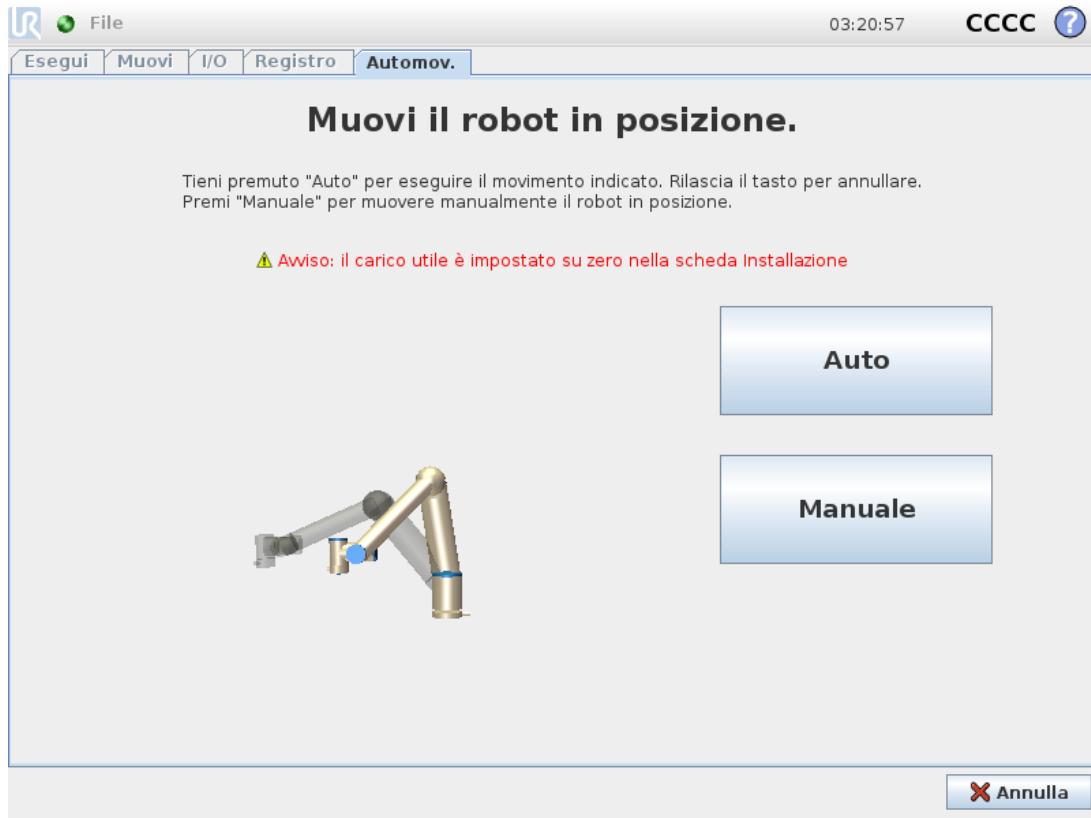 UR File 03:20:57 CCCC ?
Esegui Muovi I/O Registro Automov.
Muovi il robot in posizione.
Tieni premuto "Auto" per eseguire il movimento indicato. Rilascia il tasto per annullare.
Premi "Manuale" per muovere manualmente il robot in posizione.
Avviso: il carico utile è impostato su zero nella scheda Installazione
Auto
Manuale
Annulla